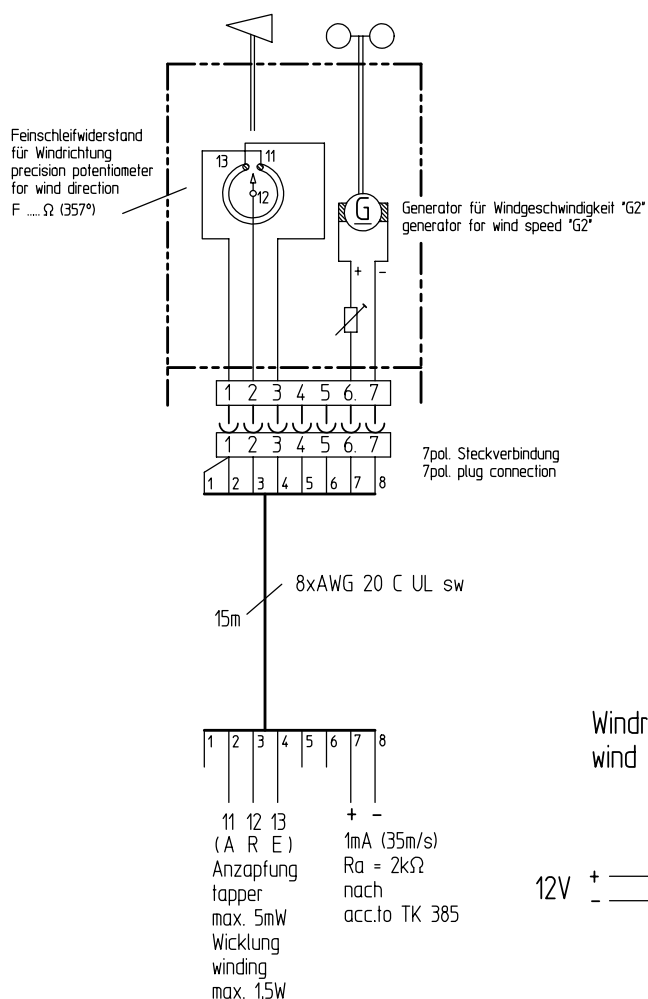 Feinschleifwiderstand
für Windrichtung
precision potentiometer
for wind direction
F ..... Ω (357°)
13 11
12
G
Generator für Windgeschwindigkeit "G2"
generator for wind speed "G2"
+ -
1 2 3 4 5 6. 7
1 2 3 4 5 6. 7
7pol. Steckverbindung
7pol. plug connection
1 2 3 4 5 6 7 8
8xAWG 20 C UL sw
15m
1 2 3 4 5 6 7 8
11 12 13
(A R E)
Anzapfung
tapper
max. 5mW
Wicklung
winding
max. 1.5W
+ -
1mA (35m/s)
Ra = 2kΩ
nach
acc.to TK 385
Windr
wind
12V + -